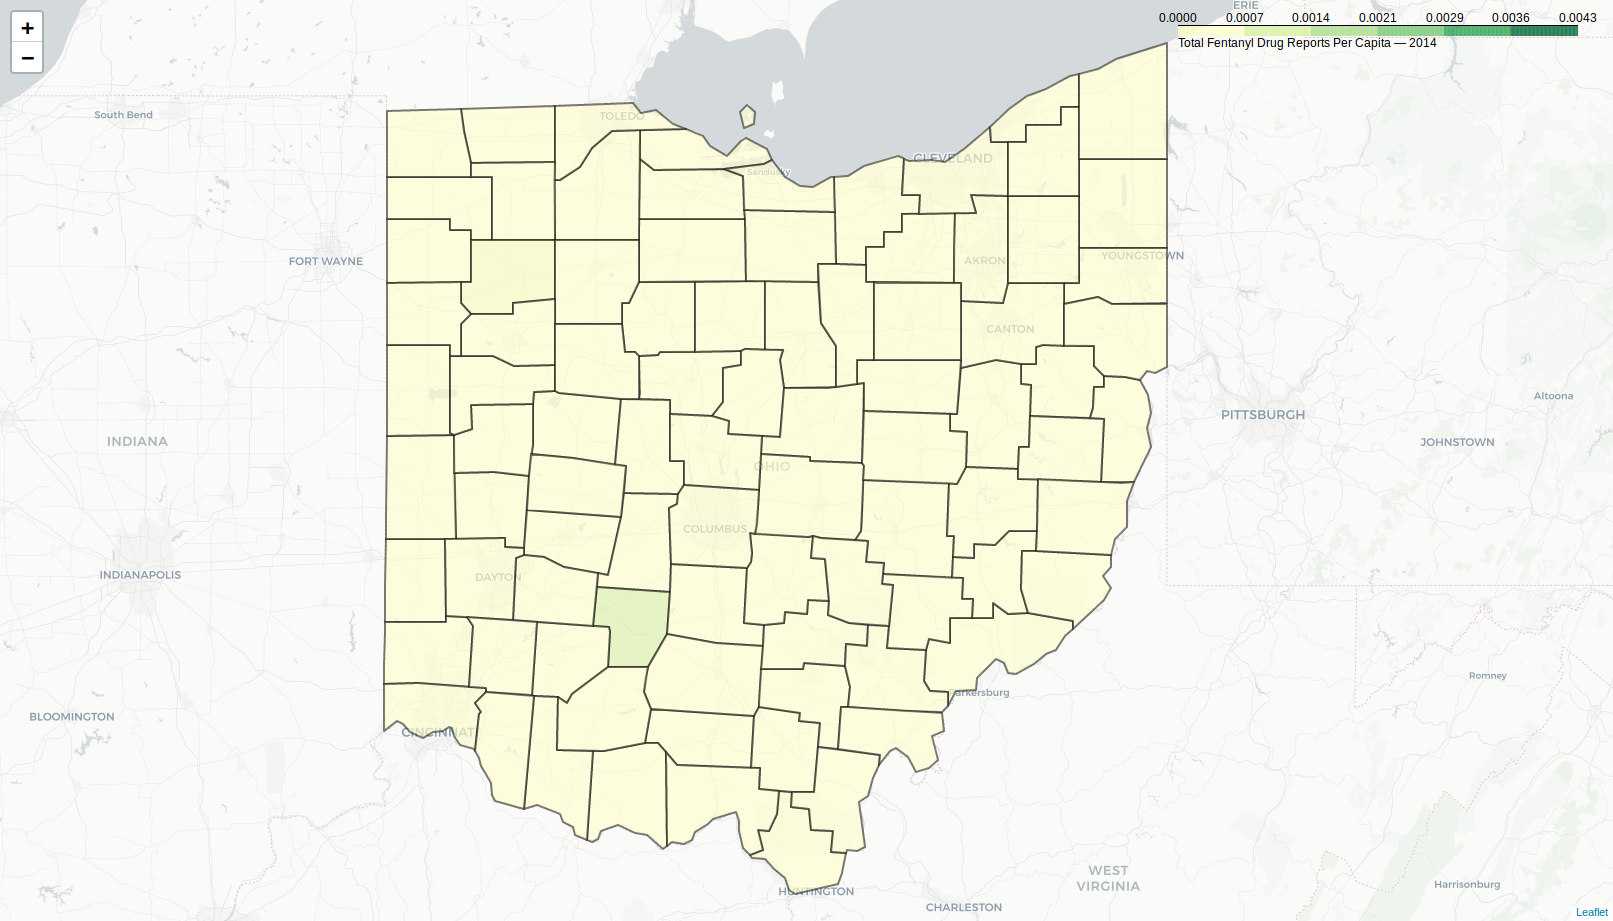 ERIE
+
0.0000 0.0007 0.0014 0.0021 0.0029 0.0036 0.0043
Total Fentanyl Drug Reports Per Capita — 2014
−
South Bend
TOLEDO
CLEVELAND
Sandusky
FORT WAYNE
AKRON
YOUNGSTOWN
CANTON
Altoona
PITTSBURGH
INDIANA
JOHNSTOWN
OHIO
COLUMBUS
INDIANAPOLIS
DAYTON
Romney
arkersburg
BLOOMINGTON
CINCINNATI
WEST
VIRGINIA
Harrisonburg
HUNTINGTON
CHARLESTON
Leaflet